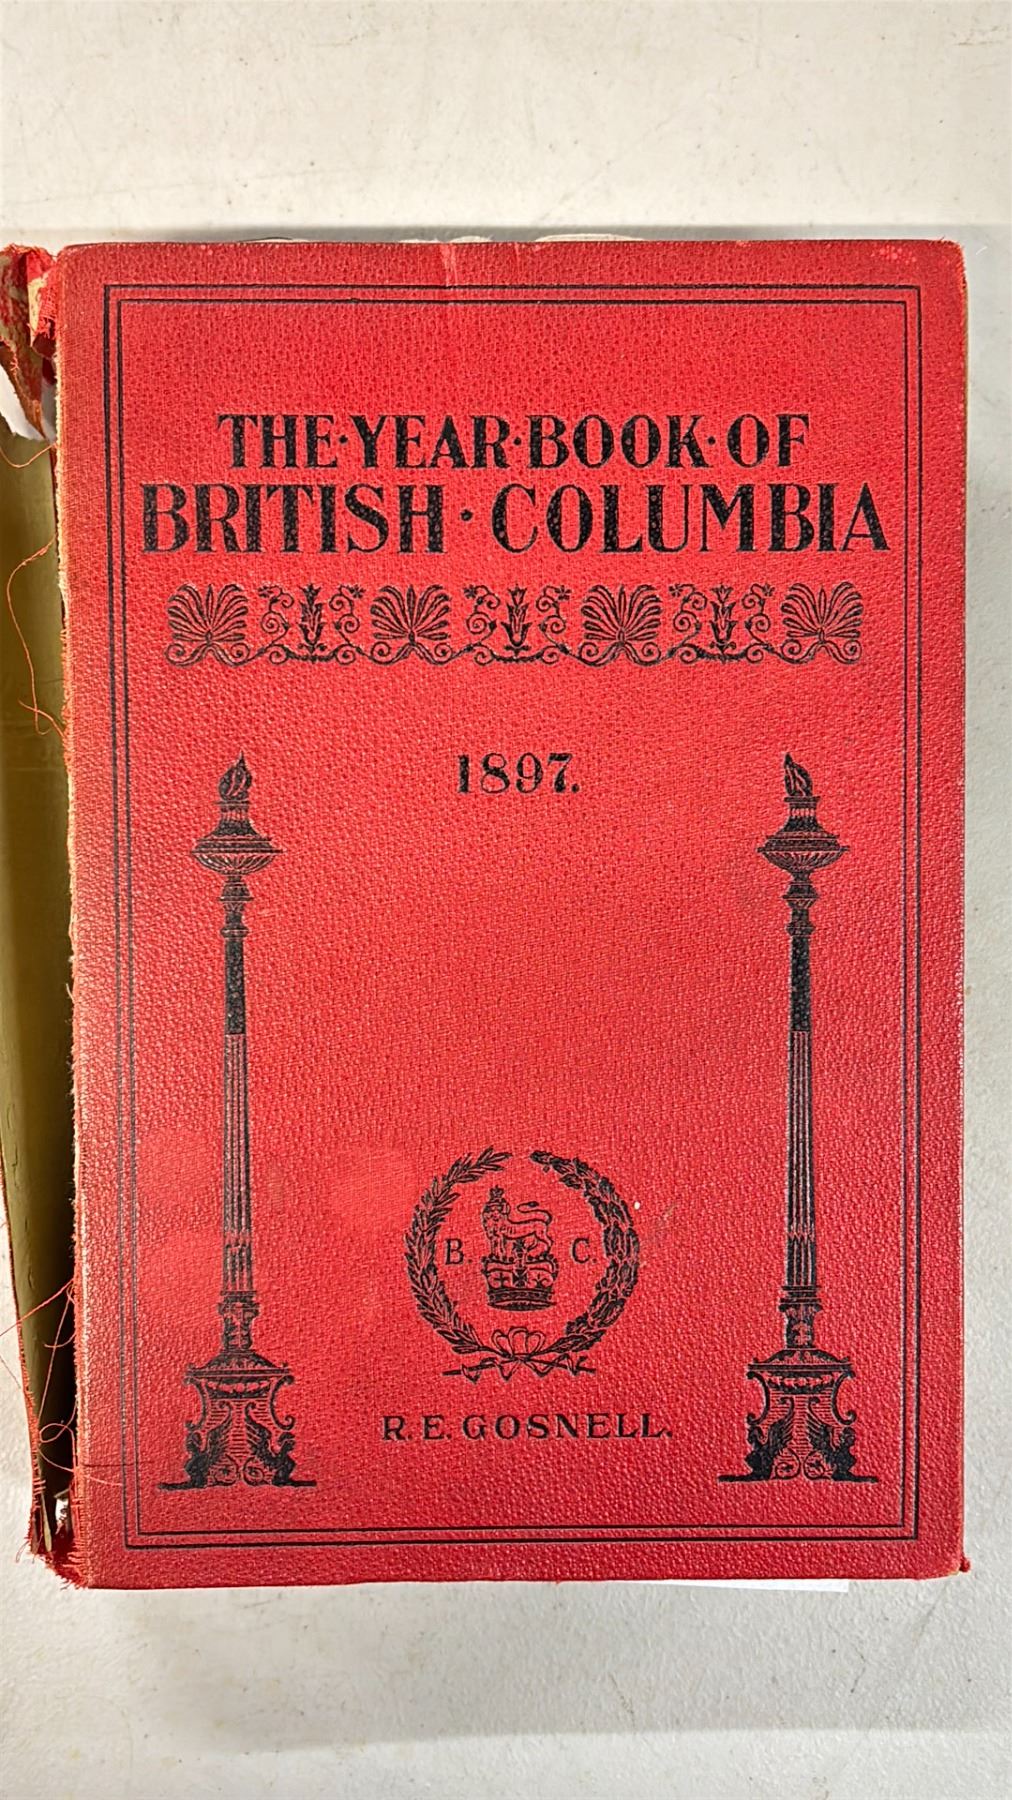 THE·YEAR·BOOK·OF
BRITISH·COLUMBIA
1897.
B. C.
R. E. GOSNELL.